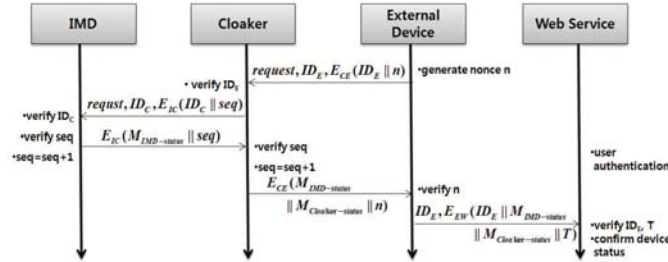 IMD
Cloaker
External Device
Web Service
•generate nonce n
request, ID_E, E_CE(ID_E || n)
• verify ID_E
requst, ID_C, E_IC(ID_C || seq)
•verify ID_C
•verify seq
•seq=seq+1
E_IC(M_IMD-status || seq)
•verify seq
•seq=seq+1
E_CE(M_IMD-status
|| M_Cloaker-status || n)
•verify n
•user
authentication
ID_E, E_EW(ID_E || M_IMD-status
|| M_Cloaker-status || T)
•verify ID_E, T
•confirm device
status